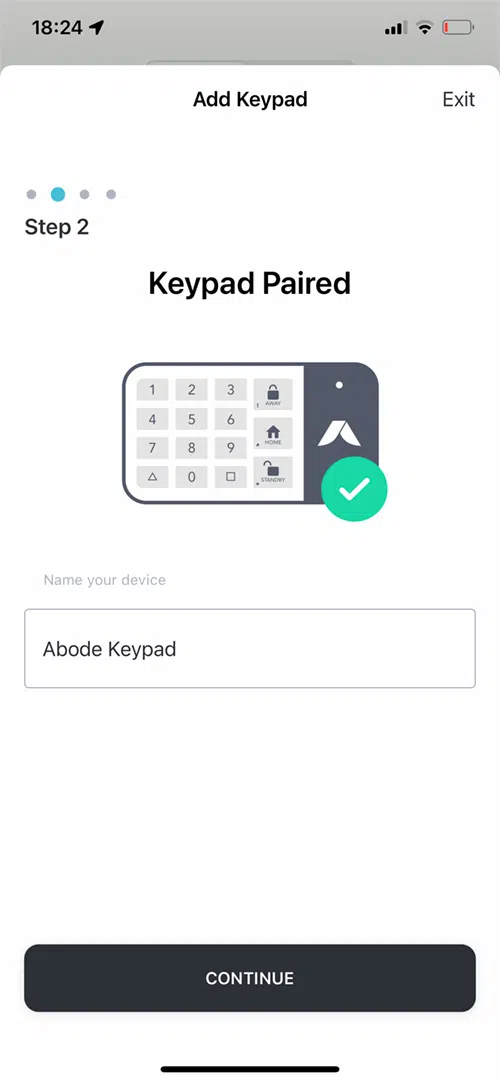 18:24
Add Keypad
Exit
Step 2
Keypad Paired
1 2 3 AWAY
4 5 6 HOME
7 8 9
0 STANDBY
Name your device
Abode Keypad
CONTINUE